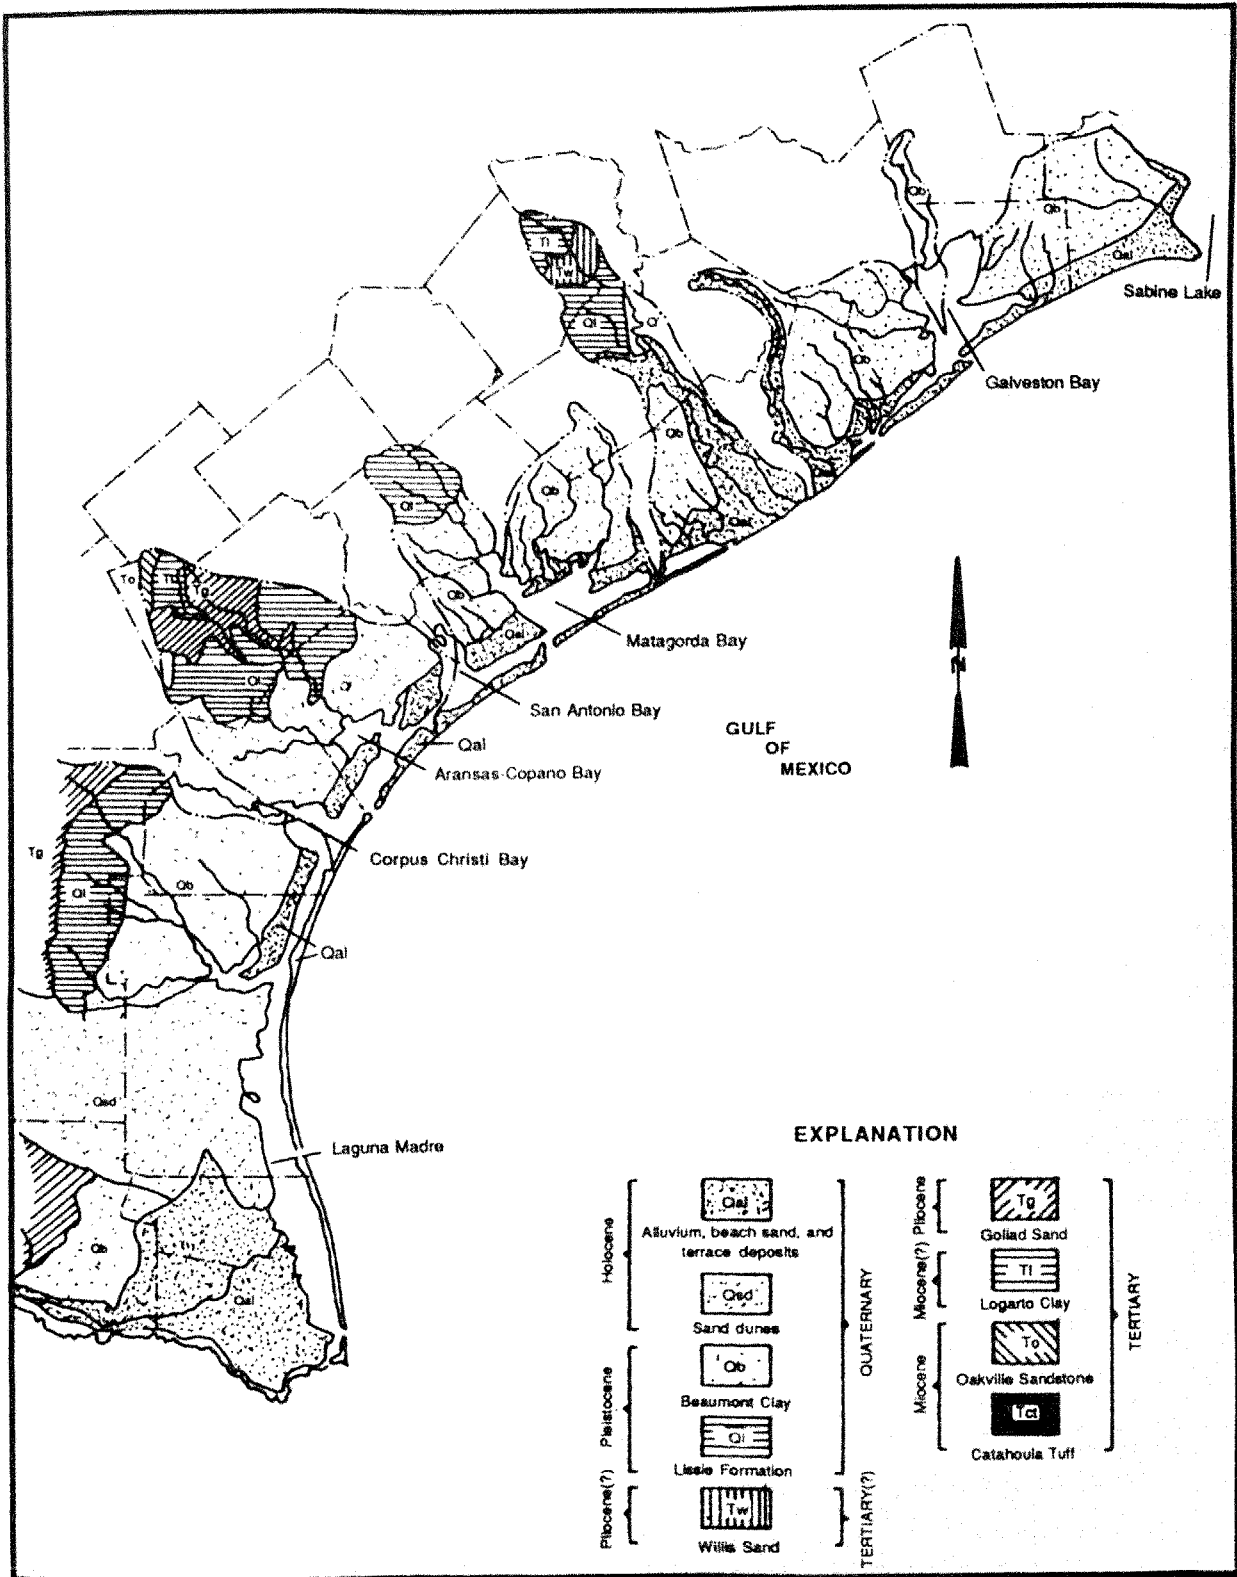 Qb
Qb
Qal
Sabine Lake
Tl
Tw
Ql
Qb
Galveston Bay
Qb
Ql
Qb
Qal
To
Tl
Tg
Qb
Qal
Matagorda Bay
Ql
San Antonio Bay
Qal
GULF
OF
MEXICO
N
Aransas-Copano Bay
Tg
Corpus Christi Bay
Ql
Qb
Qal
Qsd
Laguna Madre
Qb
Qal
EXPLANATION
Holocene
Qal
Alluvium, beach sand, and
terrace deposits
Qsd
Sand dunes
Pleistocene
Qb
Beaumont Clay
Ql
Lissie Formation
QUATERNARY
Pliocene(?)
Tw
Willis Sand
TERTIARY(?)
Pliocene
Tg
Goliad Sand
Miocene(?)
Tl
Logarto Clay
Miocene
To
Oakville Sandstone
Tct
Catahoula Tuff
TERTIARY